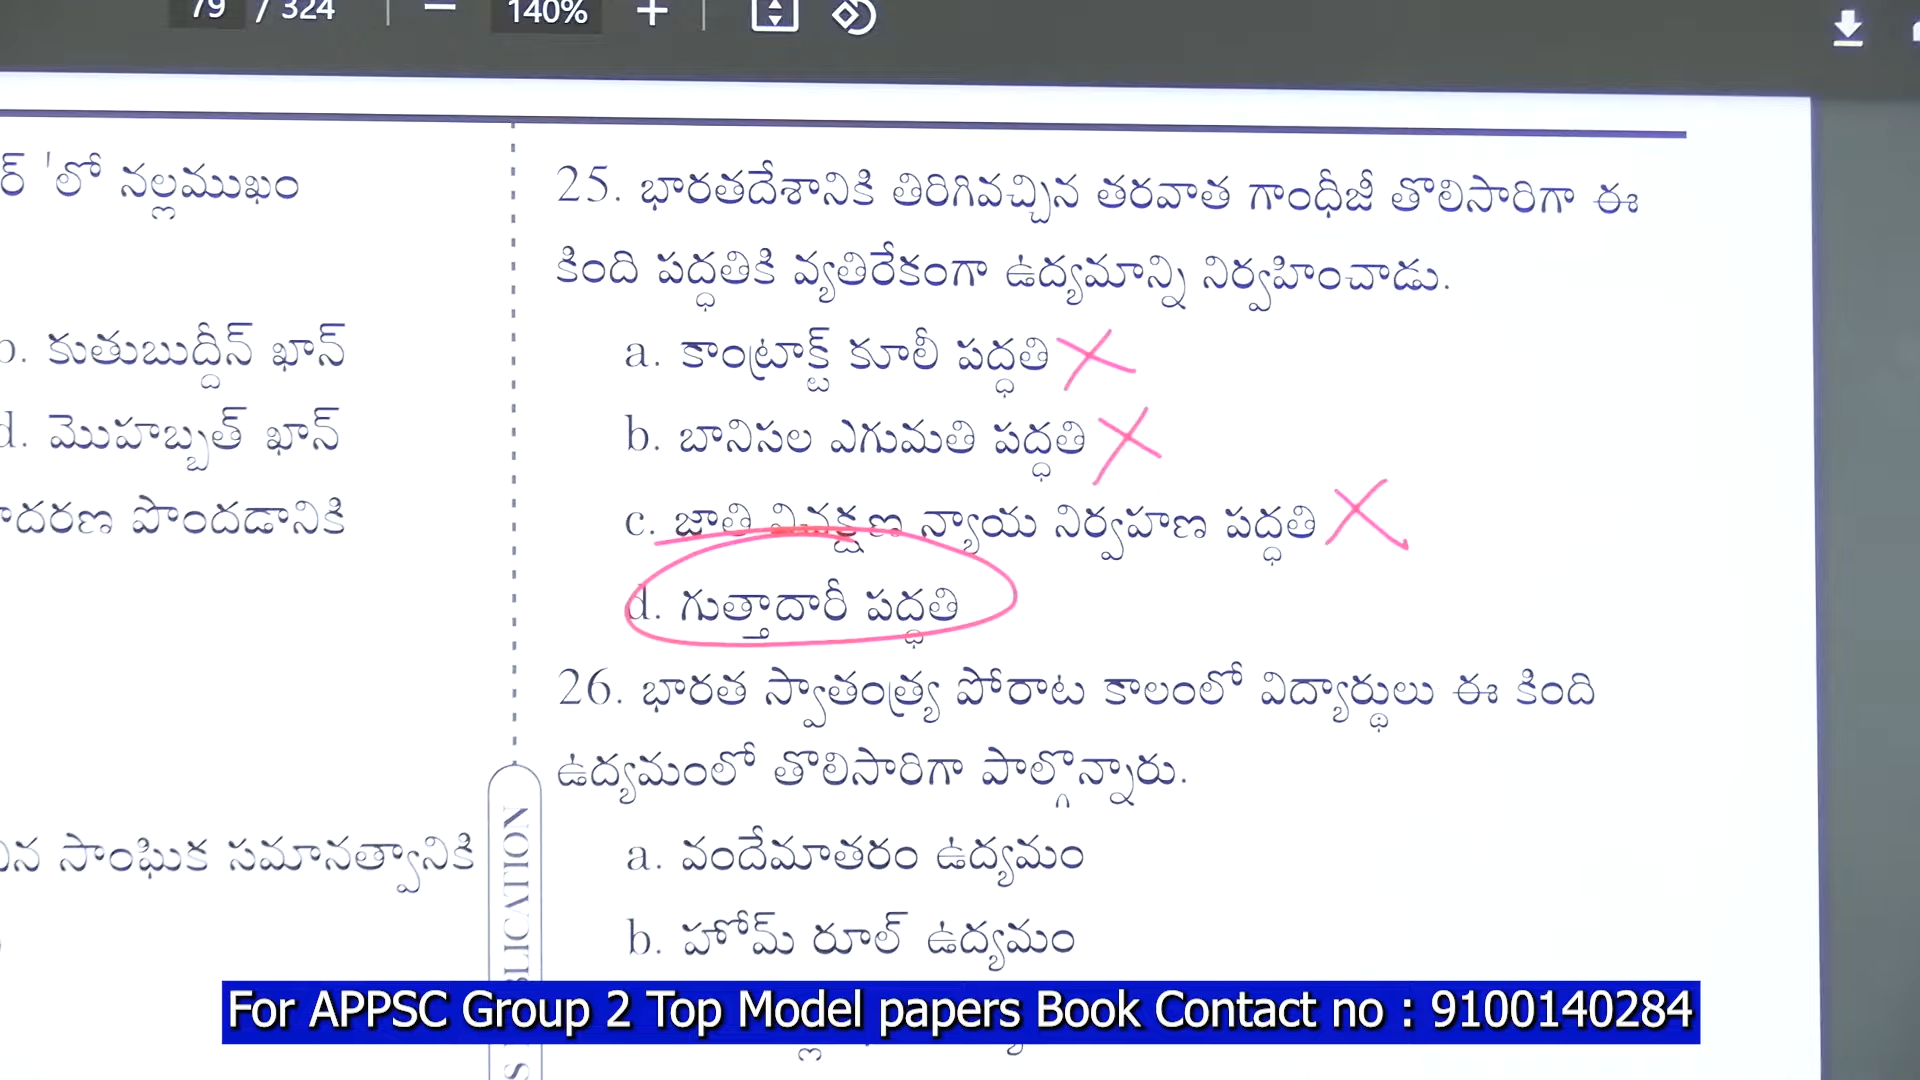 79 / 324
140%
ర్ 'లో నల్లముఖం
b. కుతుబుద్దీన్ ఖాన్
d. మొహబ్బత్ ఖాన్
పొందడానికి
సాంఘిక సమానత్వానికి
25. భారతదేశానికి తిరిగివచ్చిన తరవాత గాంధీజీ తొలిసారిగా ఈ
కింది పద్ధతికి వ్యతిరేకంగా ఉద్యమాన్ని నిర్వహించాడు.
a. కాంట్రాక్ట్ కూలీ పద్ధతి
b. బానిసల ఎగుమతి పద్ధతి
c. జాతి వివక్షణ న్యాయ నిర్వహణ పద్ధతి
d. గుత్తాదారీ పద్ధతి
26. భారత స్వాతంత్ర్య పోరాట కాలంలో విద్యార్థులు ఈ కింది
ఉద్యమంలో తొలిసారిగా పాల్గొన్నారు.
a. వందేమాతరం ఉద్యమం
b. హోమ్ రూల్ ఉద్యమం
For APPSC Group 2 Top Model papers Book Contact no : 9100140284